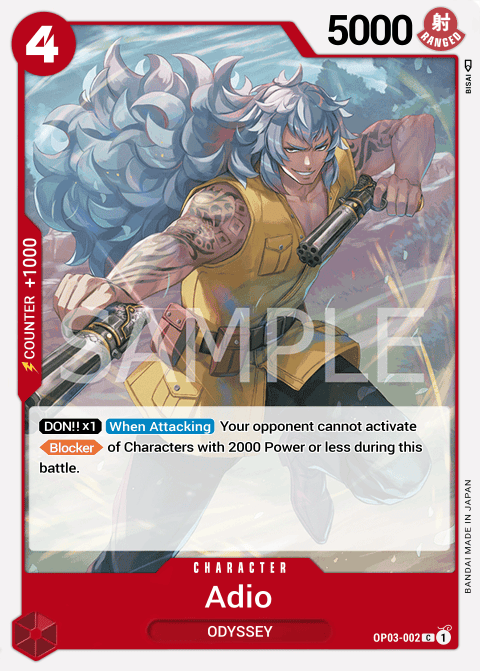 4
5000
射
RANGED
BISAI
COUNTER +1000
SAMPLE
DON!!×1 When Attacking Your opponent cannot activate
Blocker of Characters with 2000 Power or less during this
battle.
BANDAI MADE IN JAPAN
CHARACTER
Adio
ODYSSEY
OP03-002 C 1